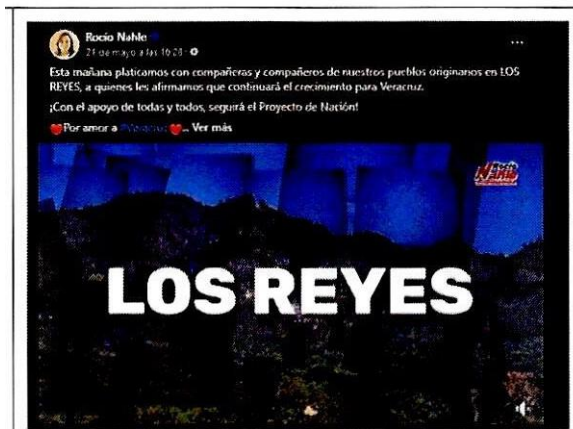 Rocío Nahle
21 de mayo a las 16:28
Esta mañana platicamos con compañeras y compañeros de nuestros pueblos originarios en LOS
REYES, a quienes les afirmamos que continuará el crecimiento para Veracruz.
¡Con el apoyo de todas y todos, seguirá el Proyecto de Nación!
❤️Por amor a #Veracruz❤️... Ver más
Rocío
Nahle
LOS REYES